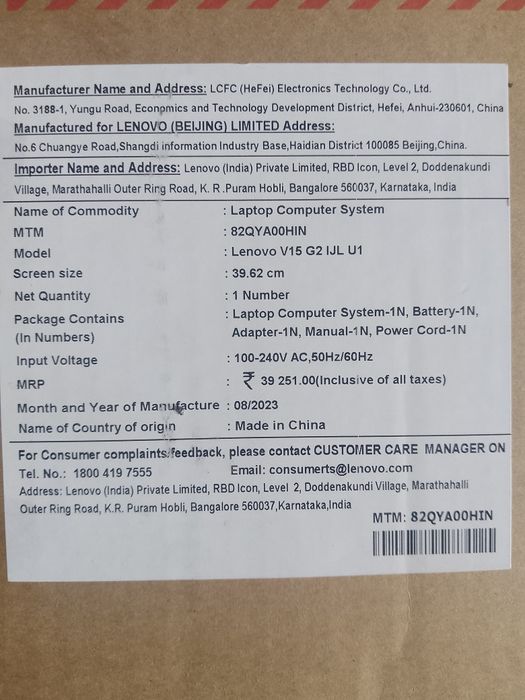 Manufacturer Name and Address: LCFC (HeFei) Electronics Technology Co., Ltd.
No. 3188-1, Yungu Road, Economics and Technology Development District, Hefei, Anhui-230601, China
Manufactured for LENOVO (BEIJING) LIMITED Address:
No.6 Chuangye Road,Shangdi information Industry Base,Haidian District 100085 Beijing,China.
Importer Name and Address: Lenovo (India) Private Limited, RBD Icon, Level 2, Doddenakundi
Village, Marathahalli Outer Ring Road, K. R .Puram Hobli, Bangalore 560037, Karnataka, India
Name of Commodity : Laptop Computer System
MTM : 82QYA00HIN
Model : Lenovo V15 G2 IJL U1
Screen size : 39.62 cm
Net Quantity : 1 Number
Package Contains : Laptop Computer System-1N, Battery-1N,
(In Numbers) Adapter-1N, Manual-1N, Power Cord-1N
Input Voltage : 100-240V AC,50Hz/60Hz
MRP : ₹ 39 251.00(Inclusive of all taxes)
Month and Year of Manufacture : 08/2023
Name of Country of origin : Made in China
For Consumer complaints/feedback, please contact CUSTOMER CARE MANAGER ON
Tel. No.: 1800 419 7555 Email: consumerts@lenovo.com
Address: Lenovo (India) Private Limited, RBD Icon, Level 2, Doddenakundi Village, Marathahalli
Outer Ring Road, K.R. Puram Hobli, Bangalore 560037,Karnataka,India
MTM: 82QYA00HIN